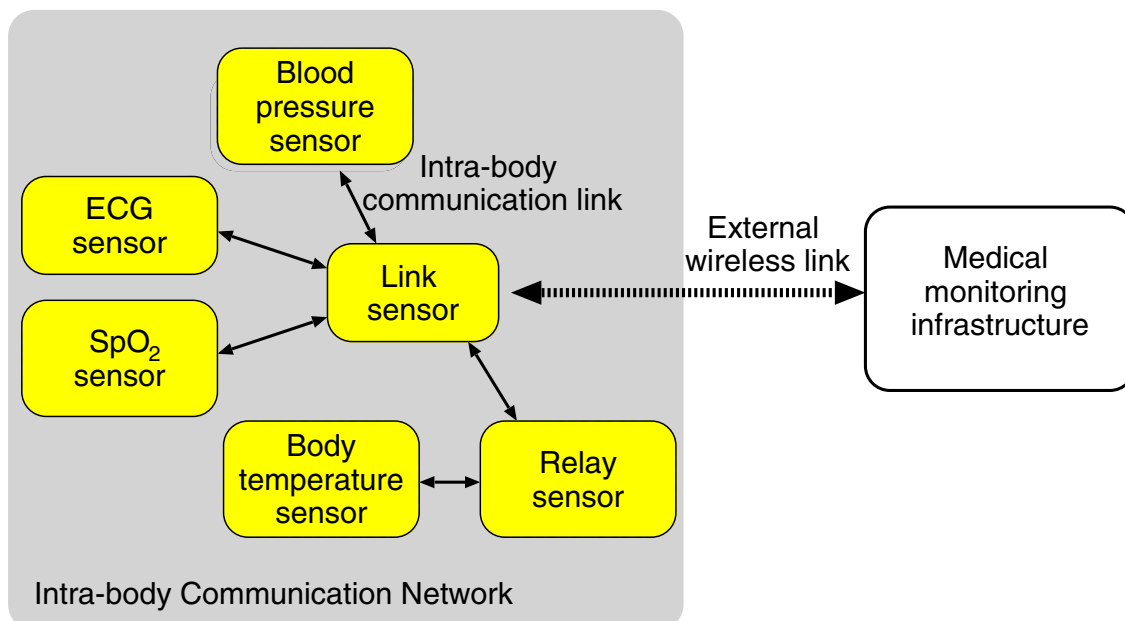 Blood
pressure
sensor
Intra-body
communication link
ECG
sensor
Link
sensor
SpO₂
sensor
External
wireless link
Medical
monitoring
infrastructure
Body
temperature
sensor
Relay
sensor
Intra-body Communication Network